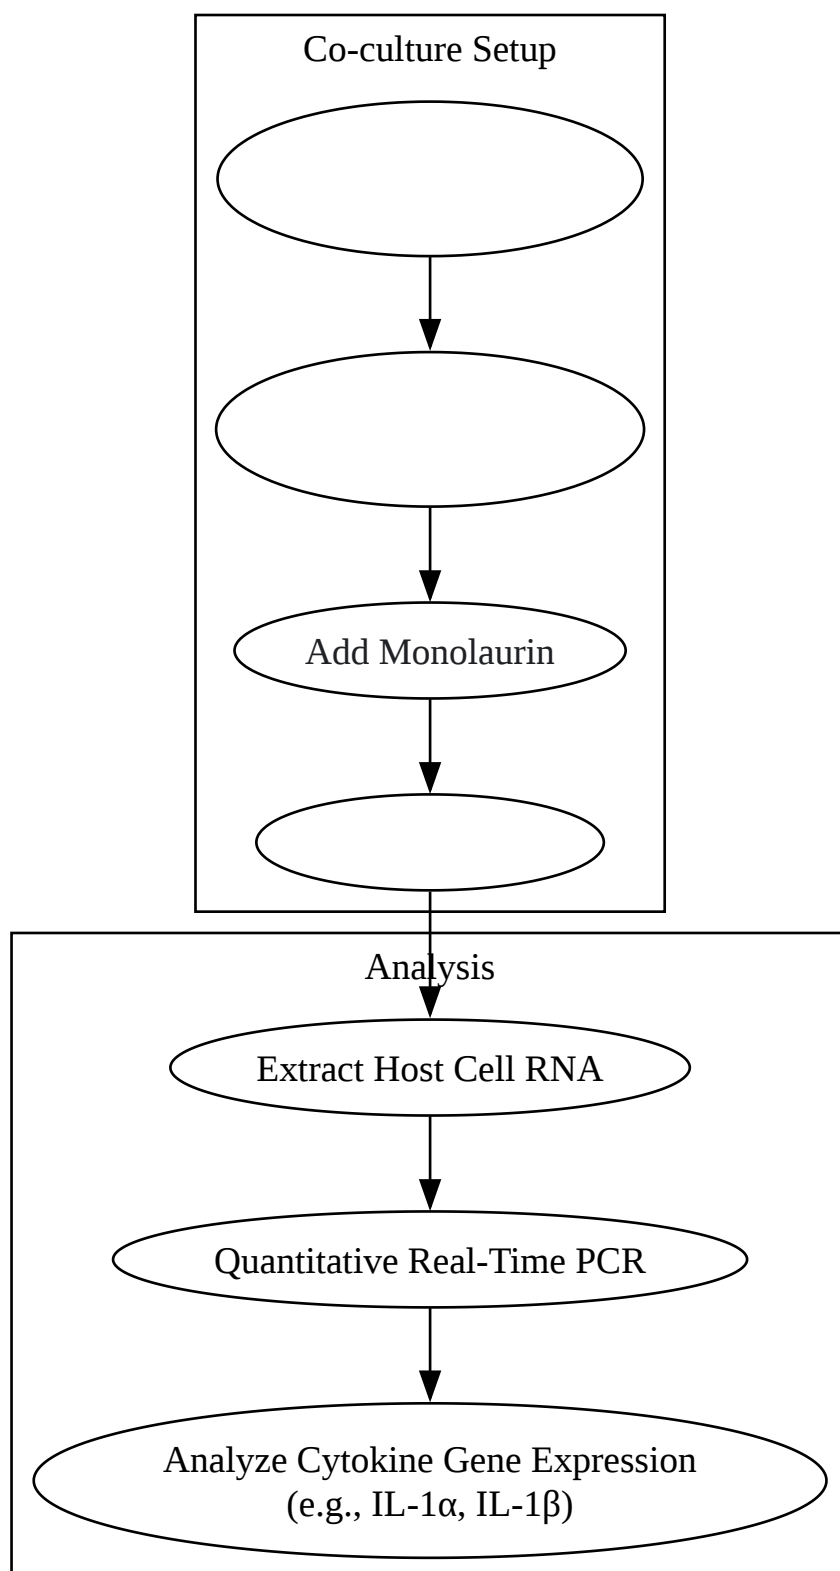 Co-culture Setup
Add Monolaurin
Analysis
Extract Host Cell RNA
Quantitative Real-Time PCR
Analyze Cytokine Gene Expression
(e.g., IL-1α, IL-1β)